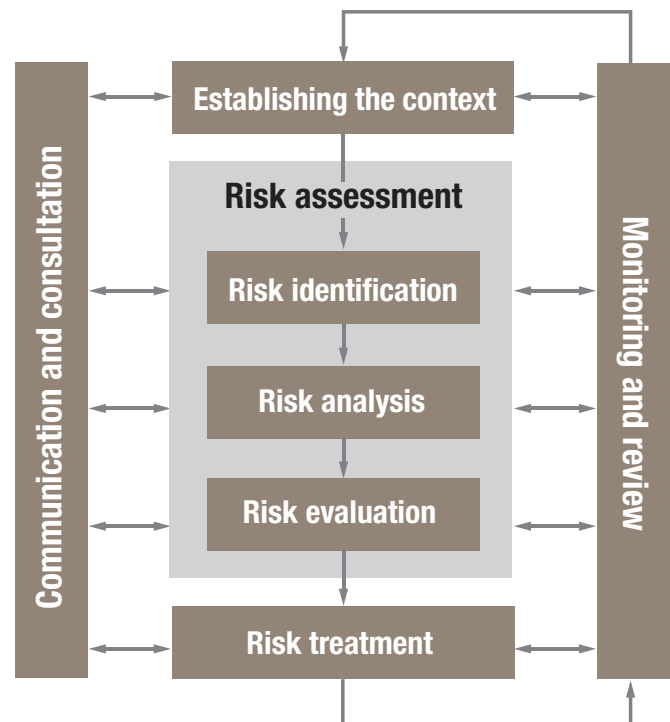 Establishing the context
Communication and consultation
Risk assessment
Risk identification
Risk analysis
Risk evaluation
Risk treatment
Monitoring and review